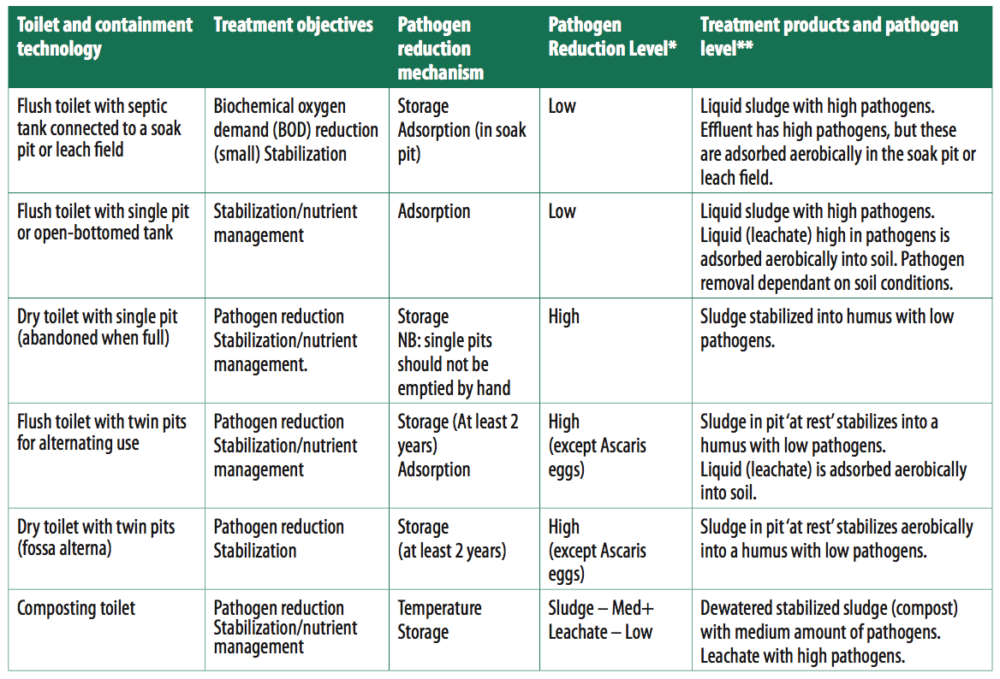 Toilet and containment
technology
Treatment objectives
Pathogen
reduction
mechanism
Pathogen
Reduction Level*
Treatment products and pathogen
level**
Flush toilet with septic
tank connected to a soak
pit or leach field
Biochemical oxygen
demand (BOD) reduction
(small) Stabilization
Storage
Adsorption (in soak
pit)
Low
Liquid sludge with high pathogens.
Effluent has high pathogens, but these
are adsorbed aerobically in the soak pit or
leach field.
Flush toilet with single pit
or open-bottomed tank
Stabilization/nutrient
management
Adsorption
Low
Liquid sludge with high pathogens.
Liquid (leachate) high in pathogens is
adsorbed aerobically into soil. Pathogen
removal dependant on soil conditions.
Dry toilet with single pit
(abandoned when full)
Pathogen reduction
Stabilization/nutrient
management.
Storage
NB: single pits
should not be
emptied by hand
High
Sludge stabilized into humus with low
pathogens.
Flush toilet with twin pits
for alternating use
Pathogen reduction
Stabilization/nutrient
management
Storage (At least 2
years)
Adsorption
High
(except Ascaris
eggs)
Sludge in pit ‘at rest’ stabilizes into a
humus with low pathogens.
Liquid (leachate) is adsorbed aerobically
into soil.
Dry toilet with twin pits
(fossa alterna)
Pathogen reduction
Stabilization
Storage
(at least 2 years)
High
(except Ascaris
eggs)
Sludge in pit ‘at rest’ stabilizes aerobically
into a humus with low pathogens.
Composting toilet
Pathogen reduction
Stabilization/nutrient
management
Temperature
Storage
Sludge – Med+
Leachate – Low
Dewatered stabilized sludge (compost)
with medium amount of pathogens.
Leachate with high pathogens.